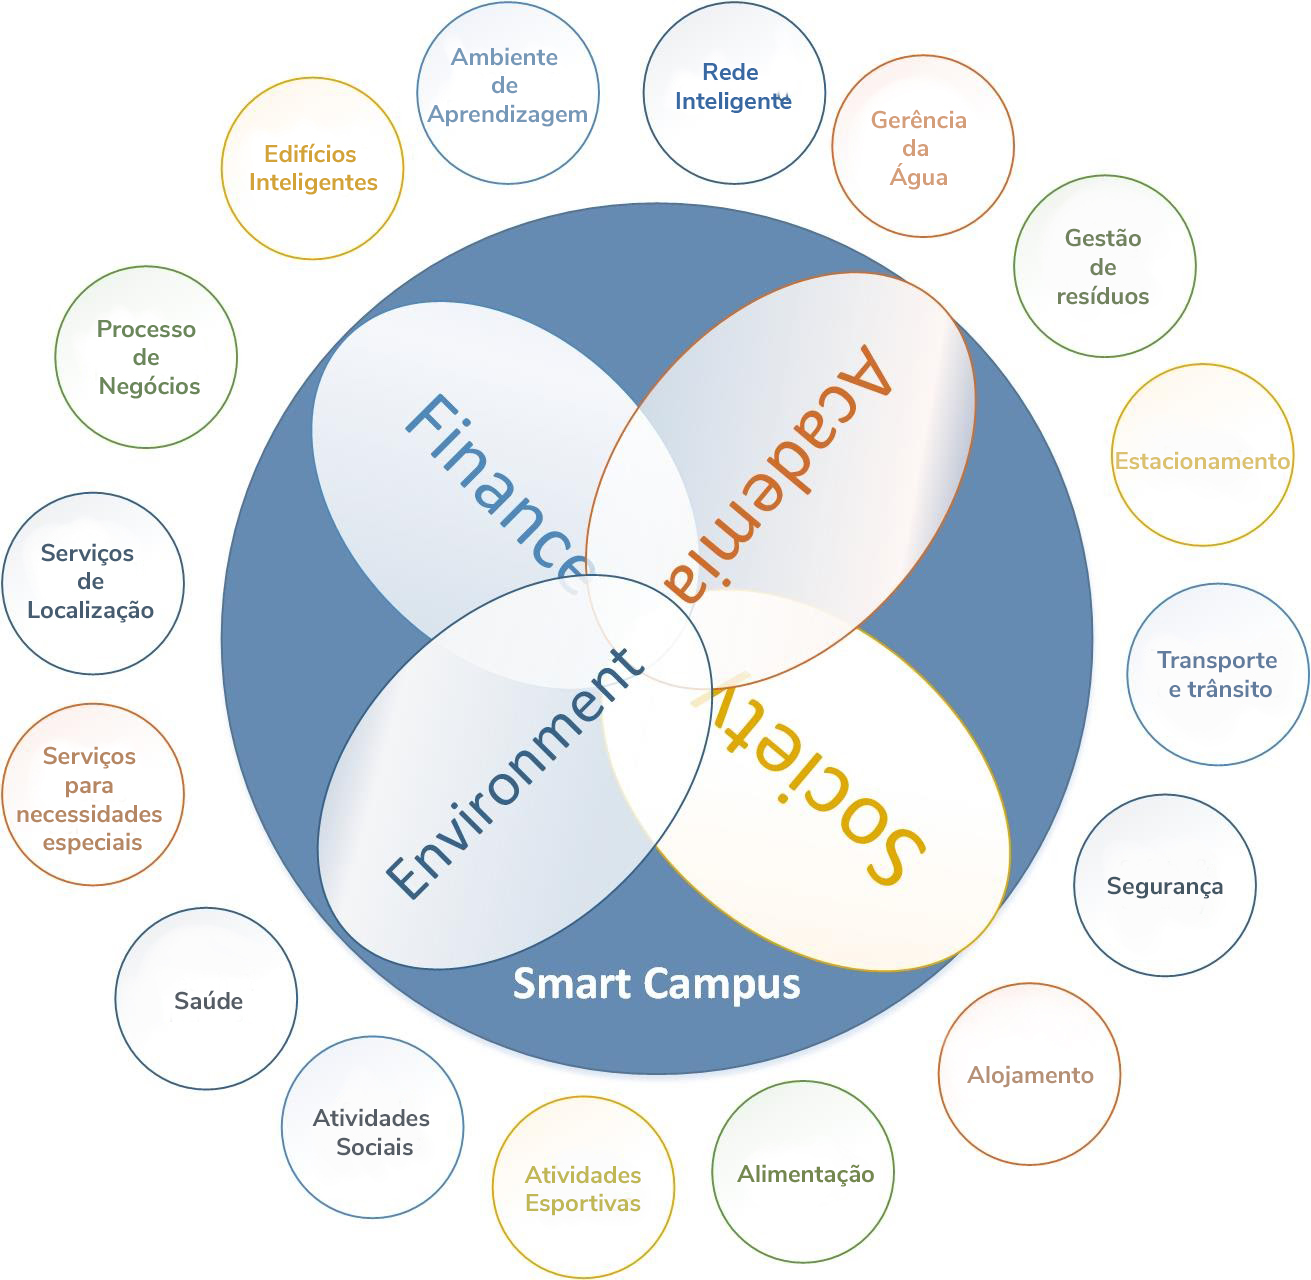 Ambiente
de
Aprendizagem
Rede
Inteligente
Gerência
da
Água
Gestão
de
resíduos
Estacionamento
Transporte
e trânsito
Segurança
Alojamento
Alimentação
Atividades
Esportivas
Atividades
Sociais
Saúde
Serviços
para
necessidades
especiais
Serviços
de
Localização
Processo
de
Negócios
Edifícios
Inteligentes
Finance
Academia
Environment
Society
Smart Campus